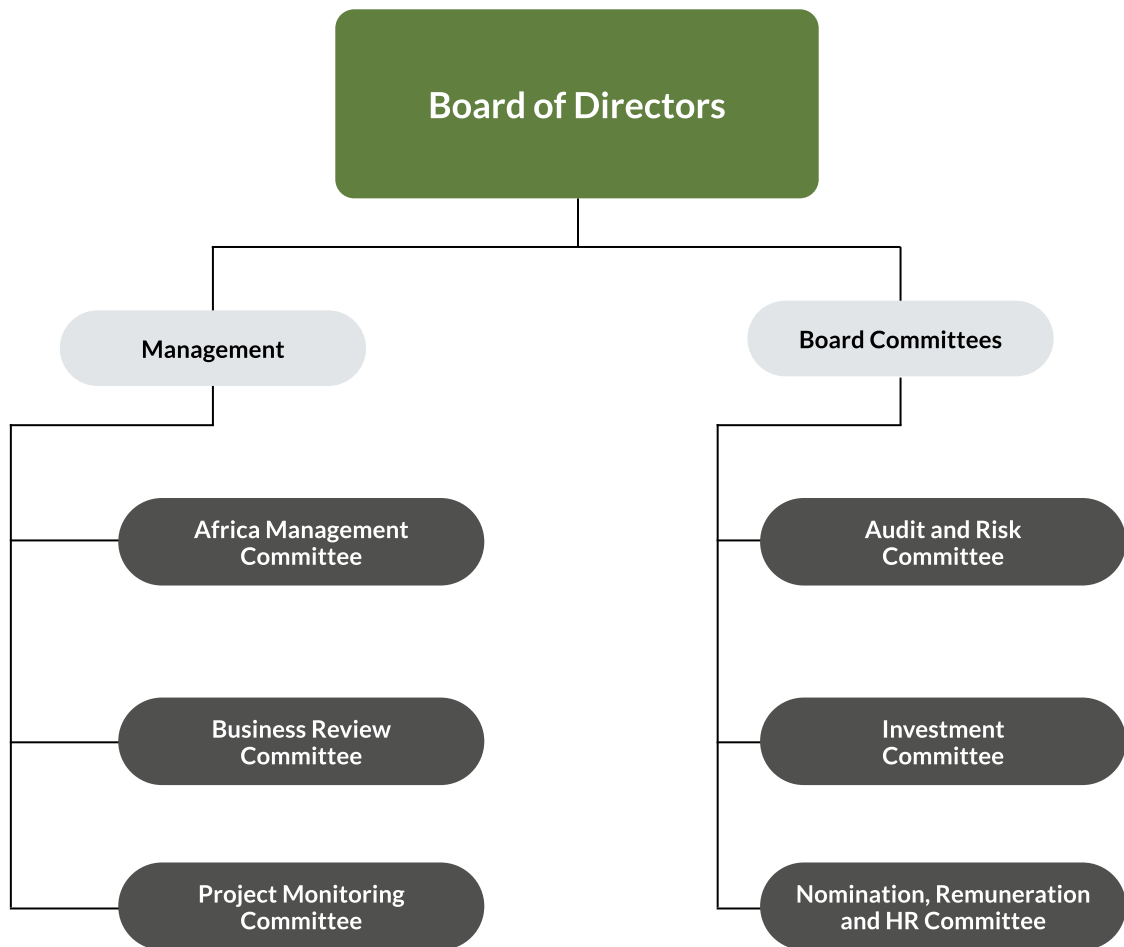 Board of Directors
Management
Board Committees
Africa Management
Committee
Business Review
Committee
Project Monitoring
Committee
Audit and Risk
Committee
Investment
Committee
Nomination, Remuneration
and HR Committee